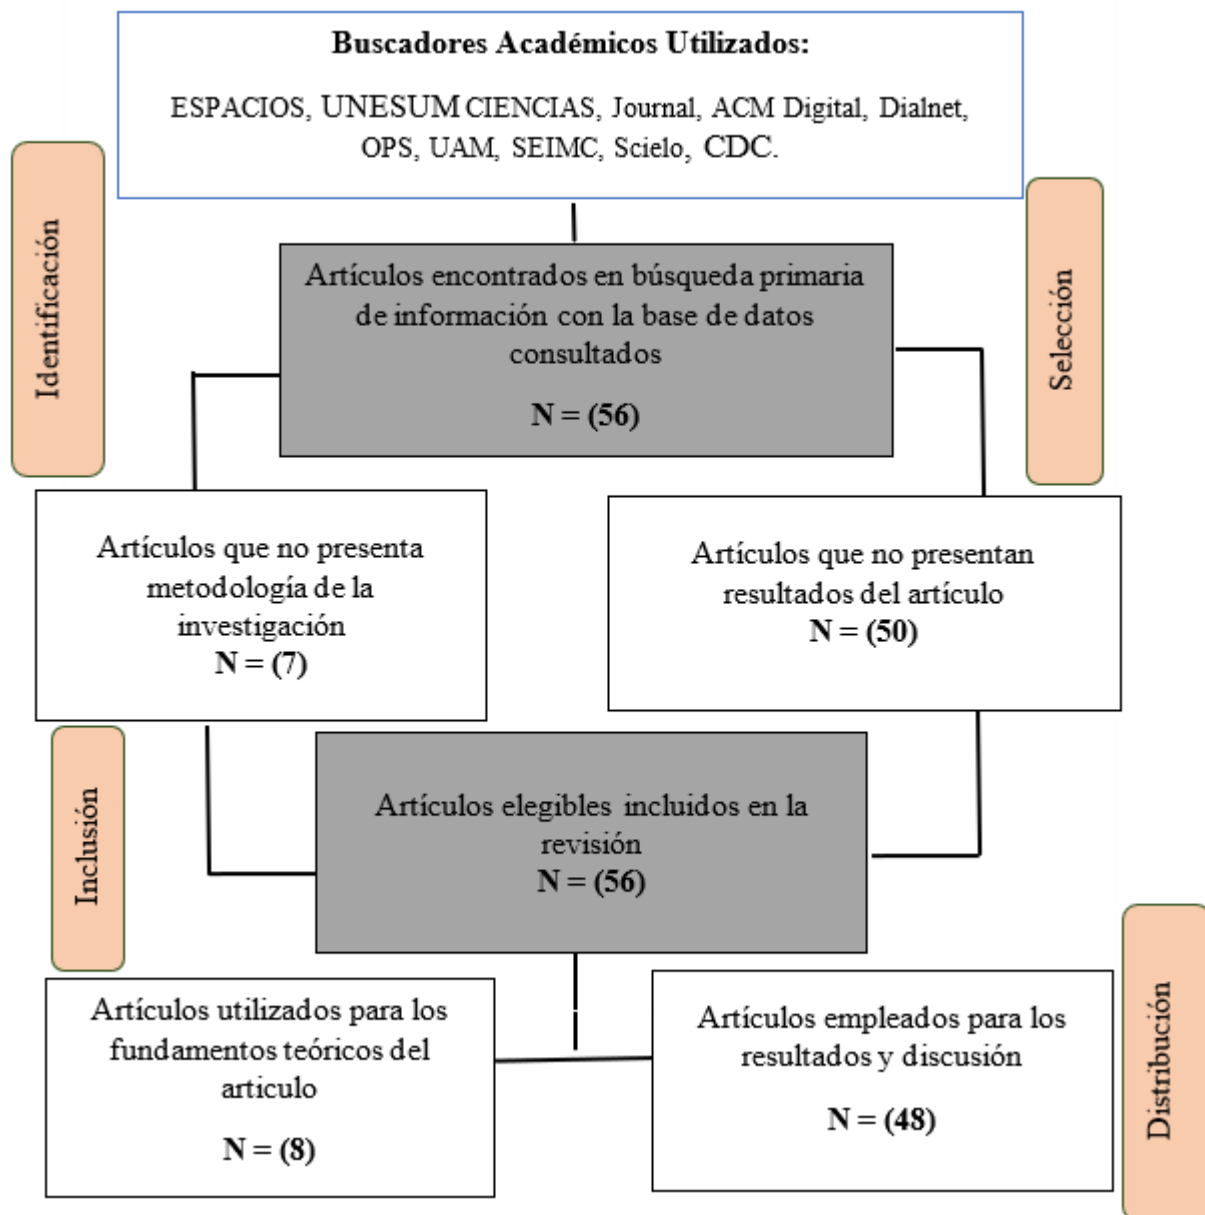 Buscadores Académicos Utilizados:
ESPACIOS, UNESUM CIENCIAS, Journal, ACM Digital, Dialnet,
OPS, UAM, SEIMC, Scielo, CDC.
Identificación
Selección
Artículos encontrados en búsqueda primaria
de información con la base de datos
consultados
N = (56)
Artículos que no presenta
metodología de la
investigación
N = (7)
Artículos que no presentan
resultados del artículo
N = (50)
Inclusión
Artículos elegibles incluidos en la
revisión
N = (56)
Distribución
Artículos utilizados para los
fundamentos teóricos del
articulo
N = (8)
Artículos empleados para los
resultados y discusión
N = (48)